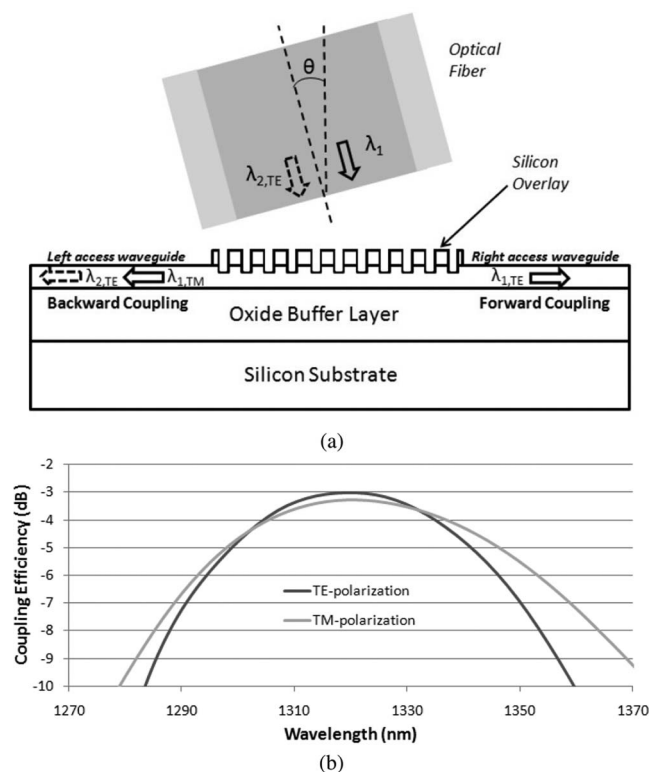 Optical
Fiber
θ
λ1
λ2,TE
Silicon
Overlay
Left access waveguide
Right access waveguide
λ2,TE
λ1,TM
λ1,TE
Backward Coupling
Forward Coupling
Oxide Buffer Layer
Silicon Substrate
(a)
Coupling Efficiency (dB)
-2
-3
-4
-5
-6
-7
-8
-9
-10
TE-polarization
TM-polarization
1270 1290 1310 1330 1350 1370
Wavelength (nm)
(b)